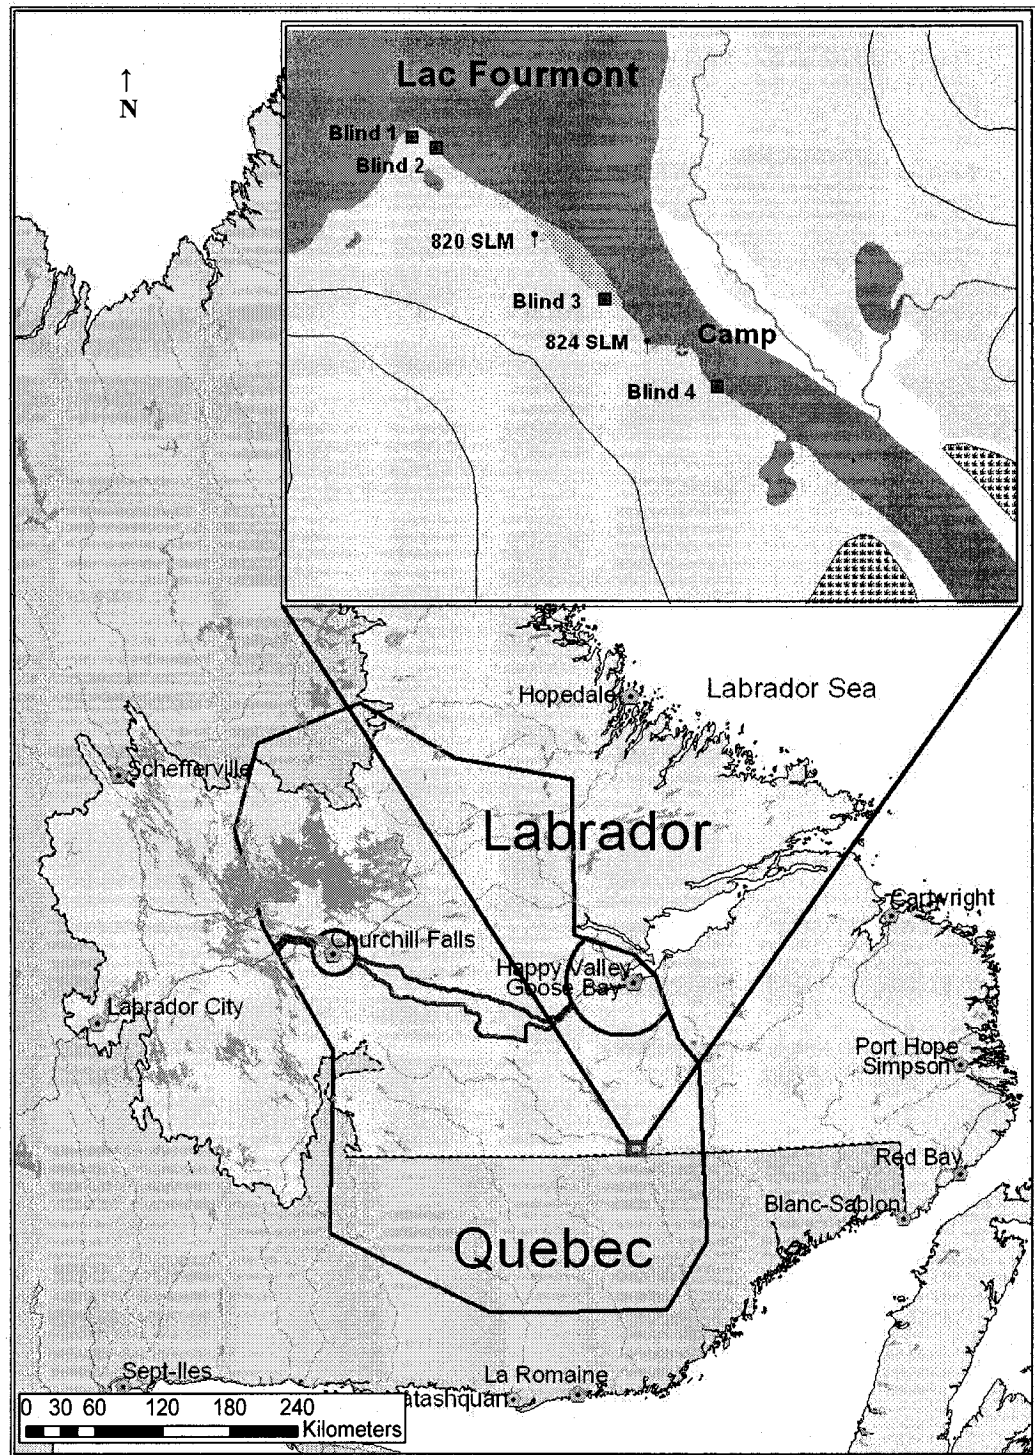 ↑
N
Lac Fourmont
Blind 1
Blind 2
820 SLM
Blind 3
824 SLM
Camp
Blind 4
Hopedale
Labrador Sea
Schefferville
Labrador
Cartwright
Churchill Falls
Happy Valley
Goose Bay
Labrador City
Port Hope
Simpson
Red Bay
Blanc-Sablon
Quebec
Sept-Iles
La Romaine
atashquan
0 30 60 120 180 240
Kilometers